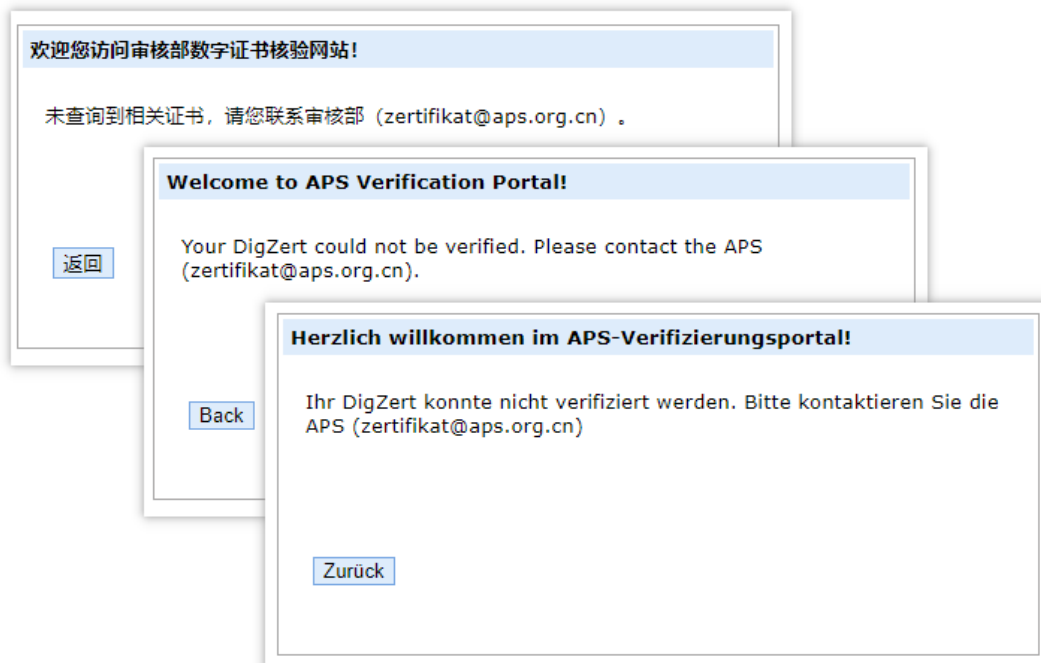 欢迎您访问审核部数字证书核验网站!
未查询到相关证书，请您联系审核部（zertifikat@aps.org.cn）。
返回
Welcome to APS Verification Portal!
Your DigZert could not be verified. Please contact the APS
(zertifikat@aps.org.cn).
Back
Herzlich willkommen im APS-Verifizierungsportal!
Ihr DigZert konnte nicht verifiziert werden. Bitte kontaktieren Sie die
APS (zertifikat@aps.org.cn)
Zurück